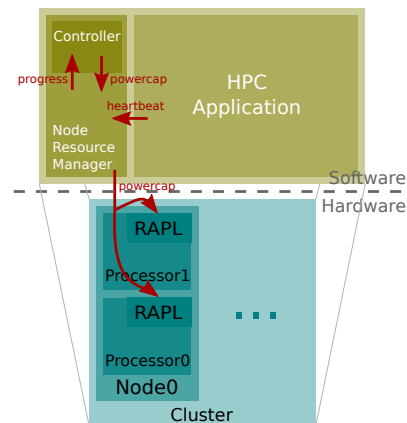 Controller
progress
powercap
HPC
Application
heartbeat
Node
Resource
Manager
powercap
Software
Hardware
RAPL
Processor1
RAPL
Processor0
Node0
Cluster